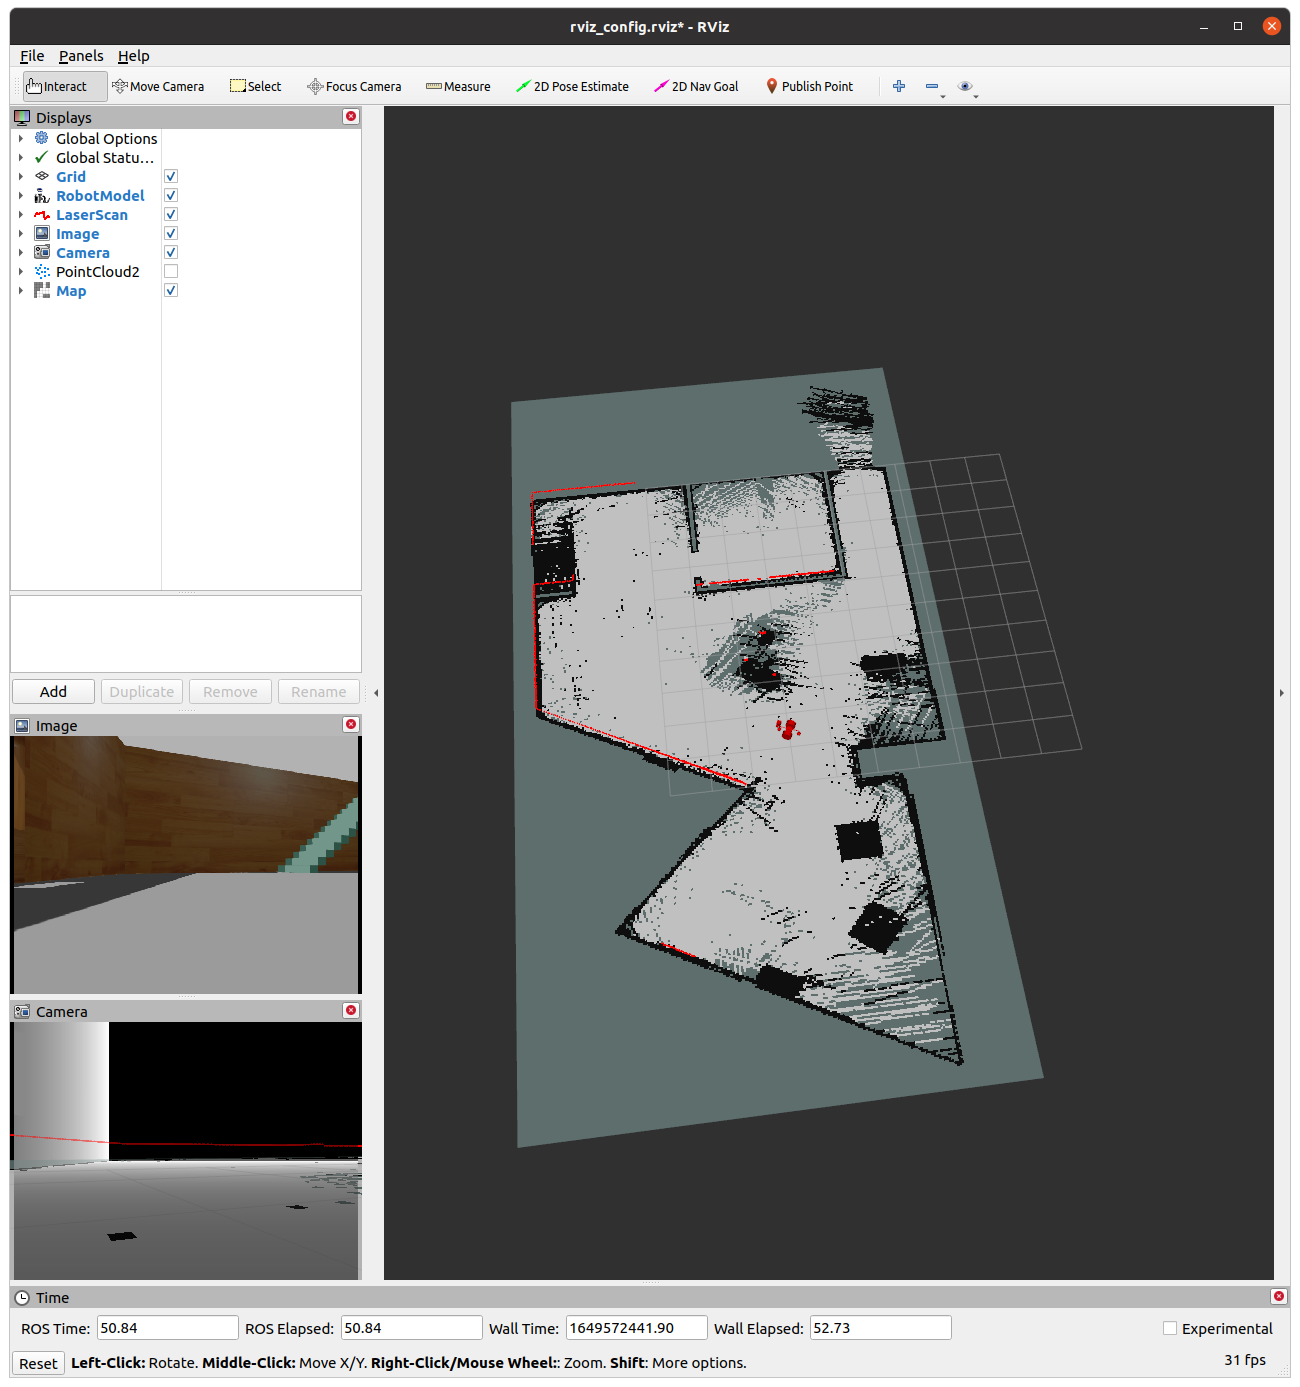 rviz_config.rviz* - RViz
File Panels Help
Interact Move Camera Select Focus Camera Measure 2D Pose Estimate 2D Nav Goal Publish Point
Displays
Global Options
Global Statu...
Grid
RobotModel
LaserScan
Image
Camera
PointCloud2
Map
Add Duplicate Remove Rename
Image
Camera
Time
ROS Time: 50.84 ROS Elapsed: 50.84 Wall Time: 1649572441.90 Wall Elapsed: 52.73 Experimental
Reset Left-Click: Rotate. Middle-Click: Move X/Y. Right-Click/Mouse Wheel:: Zoom. Shift: More options. 31 fps